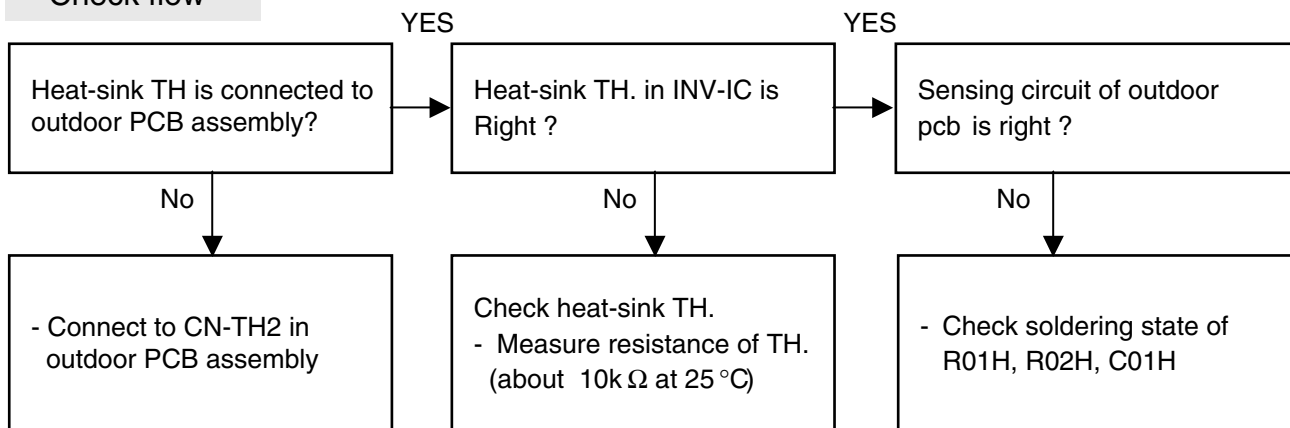 Check flow
YES
YES
Heat-sink TH is connected to
outdoor PCB assembly?
Heat-sink TH. in INV-IC is
Right ?
Sensing circuit of outdoor
pcb is right ?
No
No
No
- Connect to CN-TH2 in
outdoor PCB assembly
Check heat-sink TH.
- Measure resistance of TH.
(about 10k Ω at 25 °C)
- Check soldering state of
R01H, R02H, C01H